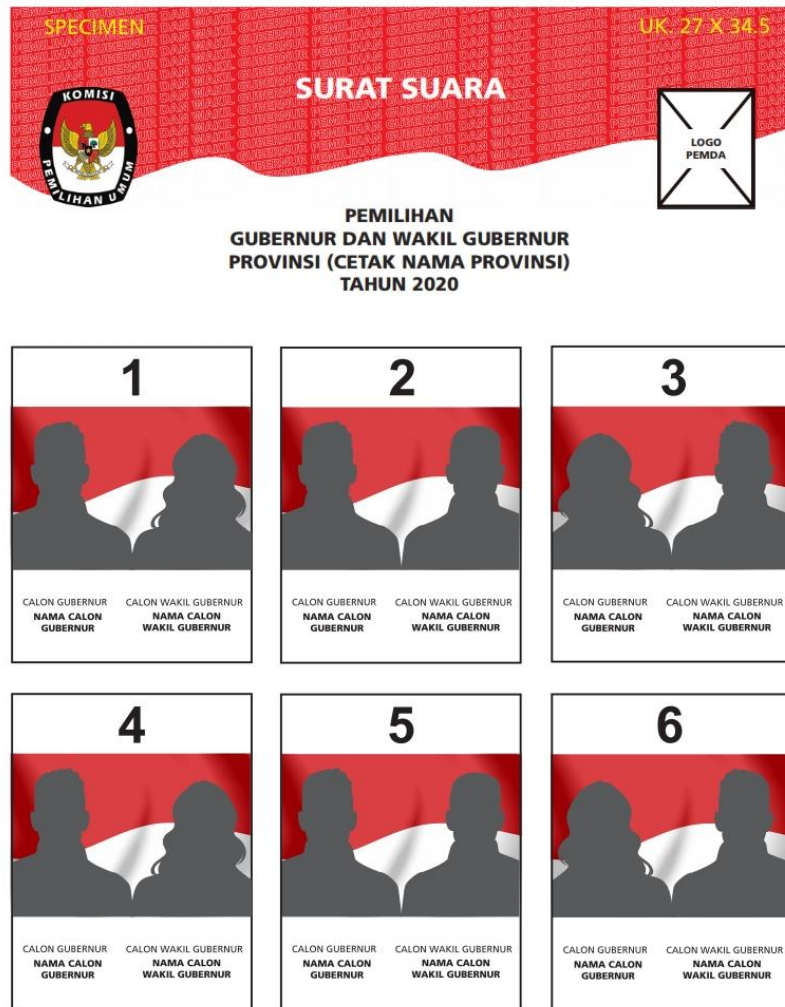 SPECIMEN
UK. 27 X 34.5
SURAT SUARA
KOMISI
PEMILIHAN UMUM
LOGO
PEMDA
PEMILIHAN
GUBERNUR DAN WAKIL GUBERNUR
PROVINSI (CETAK NAMA PROVINSI)
TAHUN 2020
1
CALON GUBERNUR
NAMA CALON
GUBERNUR
CALON WAKIL GUBERNUR
NAMA CALON
WAKIL GUBERNUR
2
CALON GUBERNUR
NAMA CALON
GUBERNUR
CALON WAKIL GUBERNUR
NAMA CALON
WAKIL GUBERNUR
3
CALON GUBERNUR
NAMA CALON
GUBERNUR
CALON WAKIL GUBERNUR
NAMA CALON
WAKIL GUBERNUR
4
CALON GUBERNUR
NAMA CALON
GUBERNUR
CALON WAKIL GUBERNUR
NAMA CALON
WAKIL GUBERNUR
5
CALON GUBERNUR
NAMA CALON
GUBERNUR
CALON WAKIL GUBERNUR
NAMA CALON
WAKIL GUBERNUR
6
CALON GUBERNUR
NAMA CALON
GUBERNUR
CALON WAKIL GUBERNUR
NAMA CALON
WAKIL GUBERNUR